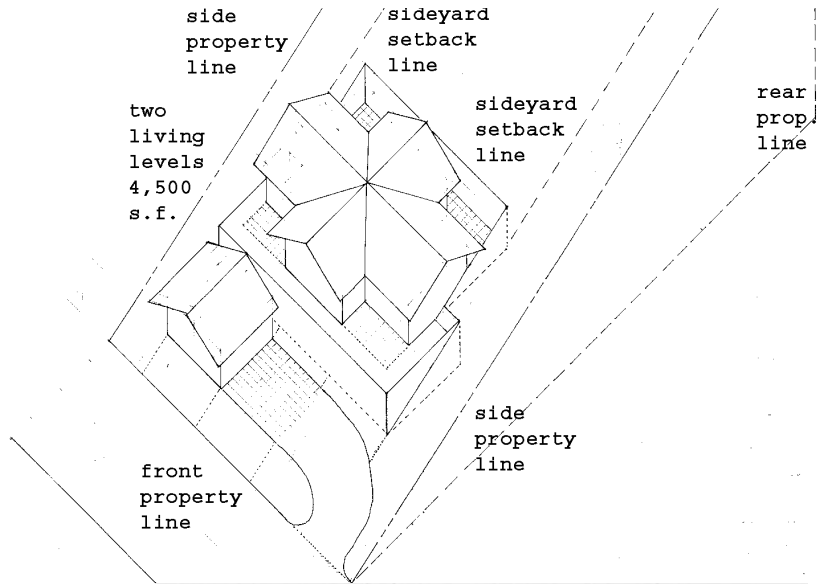 side
property
line
sideyard
setback
line
two
living
levels
4,500
s.f.
sideyard
setback
line
rear
prop
line
side
property
line
front
property
line